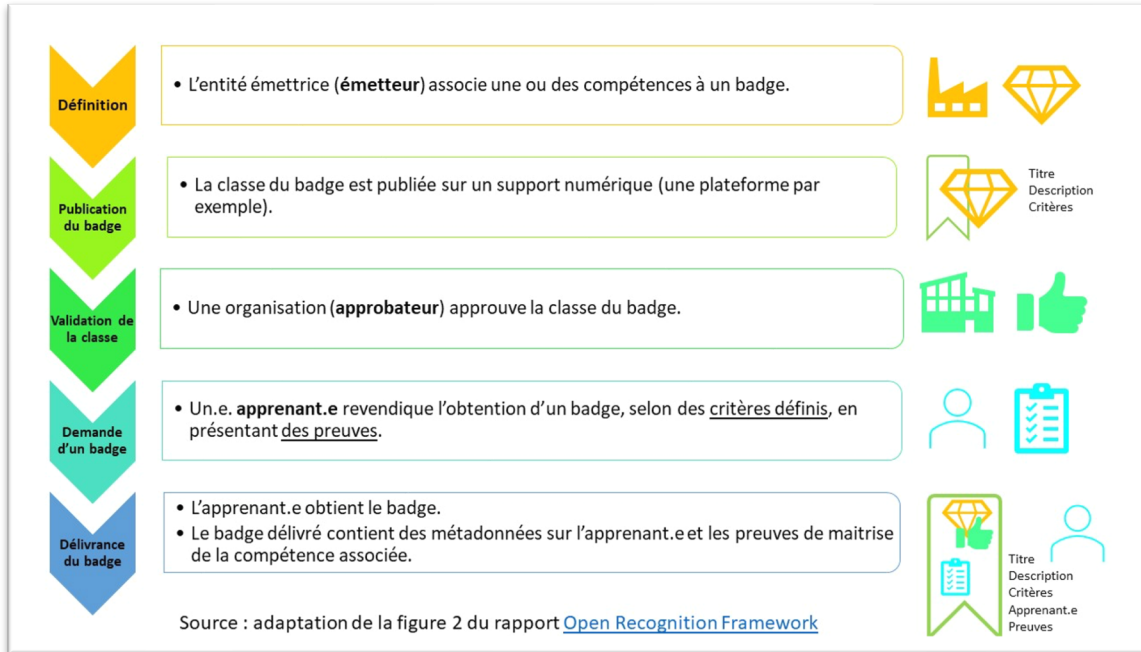 Définition
• L'entité émettrice (émetteur) associe une ou des compétences à un badge.
Publication
du badge
• La classe du badge est publiée sur un support numérique (une plateforme par
exemple).
Titre
Description
Critères
Validation de
la classe
• Une organisation (approbateur) approuve la classe du badge.
Demande
d'un badge
• Un.e. apprenant.e revendique l'obtention d'un badge, selon des critères définis, en
présentant des preuves.
Délivrance
du badge
• L'apprenant.e obtient le badge.
• Le badge délivré contient des métadonnées sur l'apprenant.e et les preuves de maitrise
de la compétence associée.
Titre
Description
Critères
Apprenant.e
Preuves
Source : adaptation de la figure 2 du rapport Open Recognition Framework